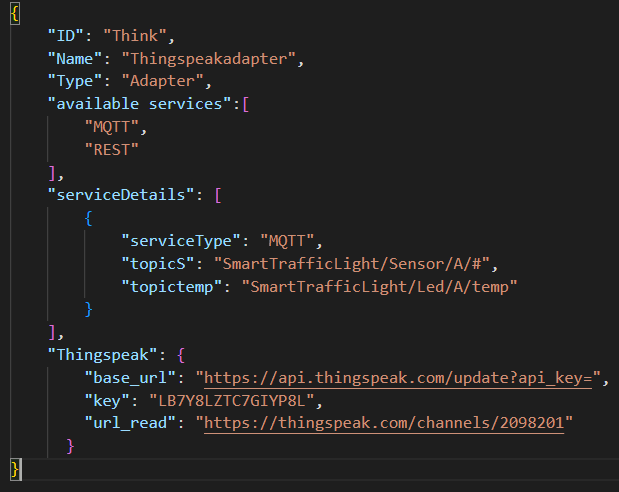 {
"ID": "Think",
"Name": "Thingspeakadapter",
"Type": "Adapter",
"available services":[
"MQTT",
"REST"
],
"serviceDetails": [
{
"serviceType": "MQTT",
"topicS": "SmartTrafficLight/Sensor/A/#",
"topictemp": "SmartTrafficLight/Led/A/temp"
}
],
"Thingspeak": {
"base_url": "https://api.thingspeak.com/update?api_key=",
"key": "LB7Y8LZTC7GIYP8L",
"url_read": "https://thingspeak.com/channels/2098201"
}
}